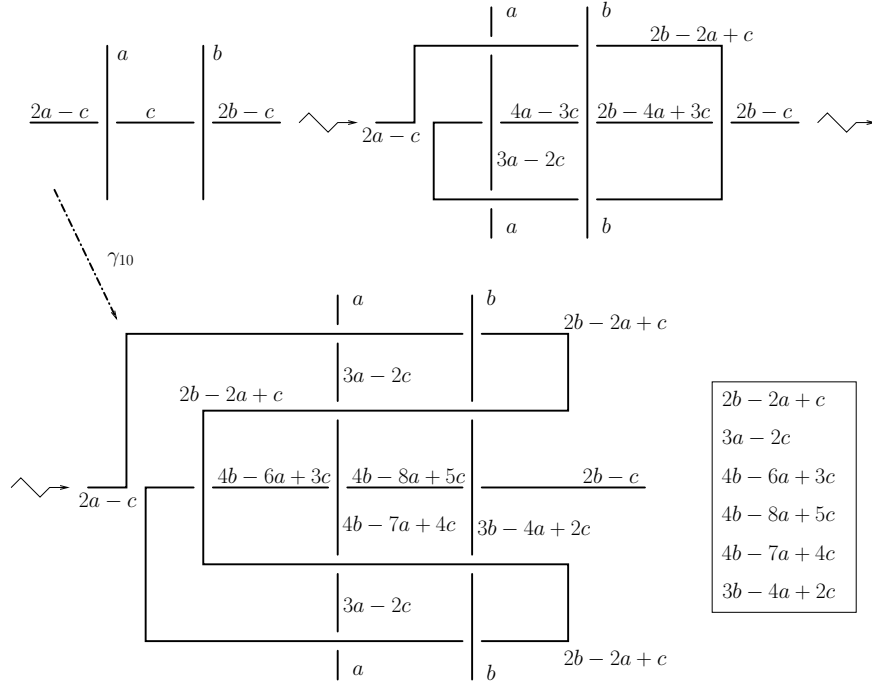 a b
2a − c c 2b − c
a b
2b − 2a + c
2a − c 4a − 3c 2b − 4a + 3c 2b − c
3a − 2c
a b
γ₁₀
a b
2b − 2a + c
3a − 2c
2b − 2a + c
2a − c 4b − 6a + 3c 4b − 8a + 5c 2b − c
4b − 7a + 4c 3b − 4a + 2c
3a − 2c
a b
2b − 2a + c
2b − 2a + c
3a − 2c
4b − 6a + 3c
4b − 8a + 5c
4b − 7a + 4c
3b − 4a + 2c